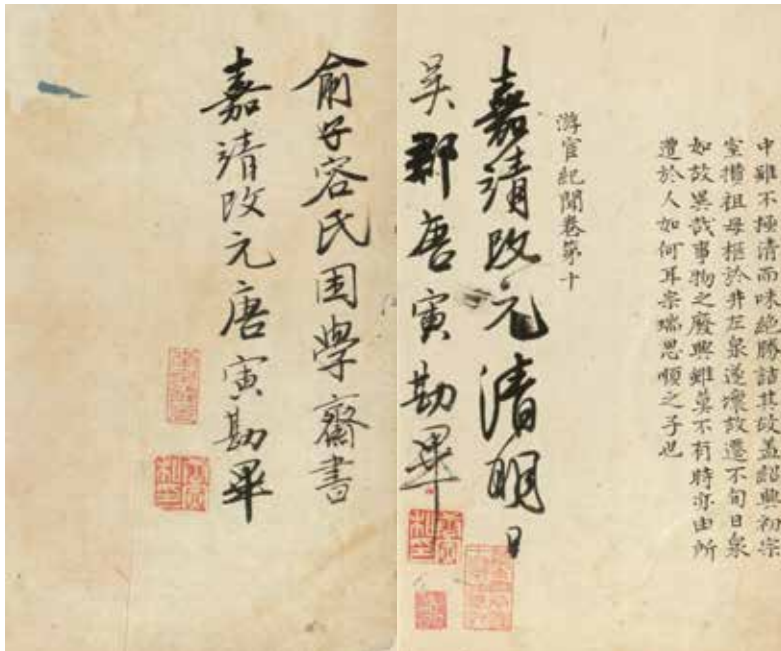 中雖不極清而味絶勝詰其故蓋紹興初宗
室攢祖母柩於井左泉遂壞故遷不旬日泉
如故異哉事物之廢興雖莫不有時亦由所
遭於人如何耳宗瑞思順之子也
游宦紀聞卷第十
嘉靖改元清明日
吳郡唐寅勘畢
俞子容氏困學齋書
嘉靖改元唐寅勘畢